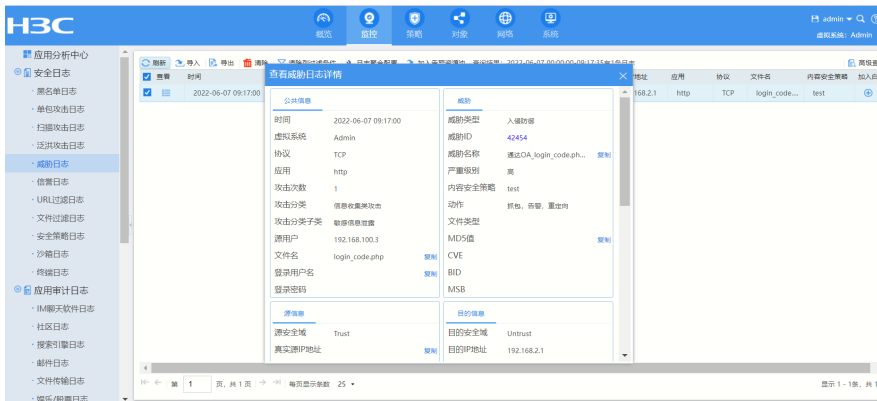 H3C
概览
监控
策略
对象
网络
系统
admin
虚拟系统: Admin
应用分析中心
安全日志
黑名单日志
单包攻击日志
扫描攻击日志
泛洪攻击日志
威胁日志
信誉日志
URL过滤日志
文件过滤日志
安全策略日志
沙箱日志
终端日志
应用审计日志
IM聊天软件日志
社区日志
搜索引擎日志
邮件日志
文件传输日志
娱乐/股票日志
刷新 导入 导出 清除
高级查
查看 时间 地址 应用 协议 文件名 内容安全策略 加入白
2022-06-07 09:17:00 168.2.1 http TCP login_code... test
查看威胁日志详情
公共信息
时间 2022-06-07 09:17:00
虚拟系统 Admin
协议 TCP
应用 http
攻击次数 1
攻击分类 信息收集类攻击
攻击分类子类 敏感信息泄露
源用户 192.168.100.3
文件名 login_code.php 复制
登录用户名 复制
登录密码
威胁
威胁类型 入侵防御
威胁ID 42454
威胁名称 通达OA_login_code.ph... 复制
严重级别 高
内容安全策略 test
动作 抓包，告警，重定向
文件类型
MD5值 复制
CVE
BID
MSB
源信息
源安全域 Trust
真实源IP地址 复制
目的信息
目的安全域 Untrust
目的IP地址 192.168.2.1
第 1 页，共 1 页 每页显示条数 25
显示 1 - 1条，共 1